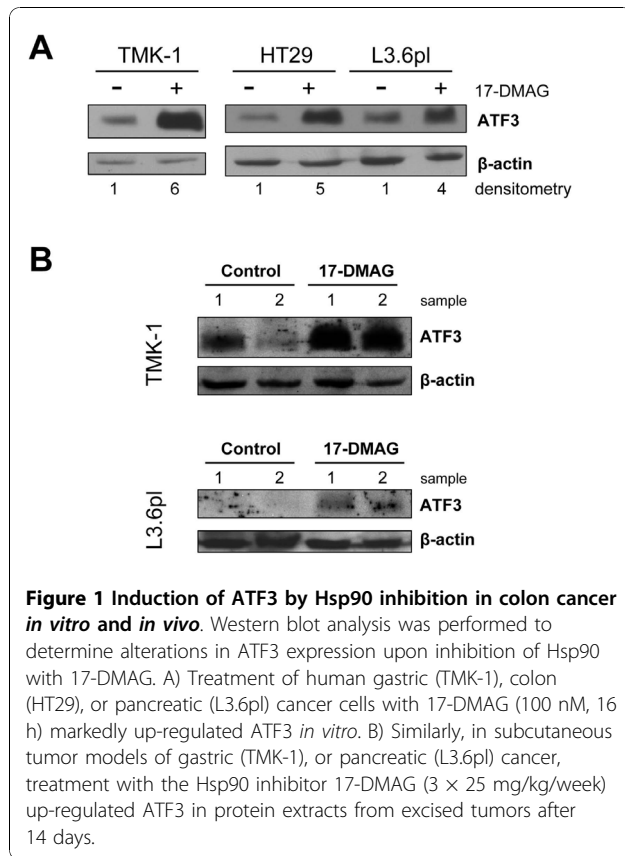 A
TMK-1 HT29 L3.6pl
- + - + - + 17-DMAG
ATF3
β-actin
1 6 1 5 1 4 densitometry
B
Control 17-DMAG
1 2 1 2 sample
TMK-1
ATF3
β-actin
Control 17-DMAG
1 2 1 2 sample
L3.6pl
ATF3
β-actin
Figure 1 Induction of ATF3 by Hsp90 inhibition in colon cancer
in vitro and in vivo. Western blot analysis was performed to
determine alterations in ATF3 expression upon inhibition of Hsp90
with 17-DMAG. A) Treatment of human gastric (TMK-1), colon
(HT29), or pancreatic (L3.6pl) cancer cells with 17-DMAG (100 nM, 16
h) markedly up-regulated ATF3 in vitro. B) Similarly, in subcutaneous
tumor models of gastric (TMK-1), or pancreatic (L3.6pl) cancer,
treatment with the Hsp90 inhibitor 17-DMAG (3 × 25 mg/kg/week)
up-regulated ATF3 in protein extracts from excised tumors after
14 days.